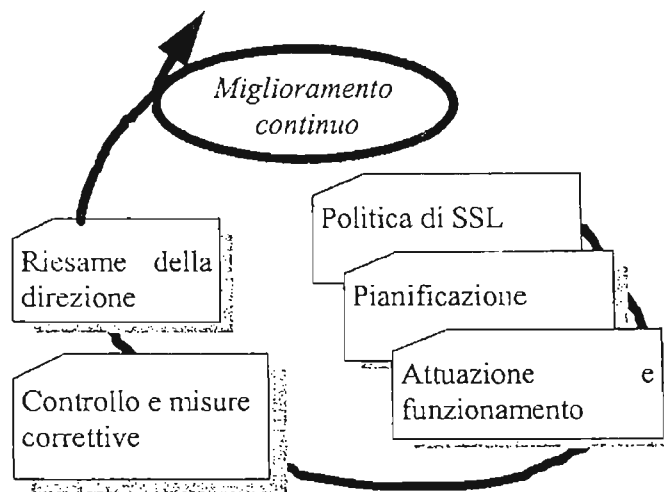 Miglioramento
continuo
Politica di SSL
Pianificazione
Attuazione e
funzionamento
Controllo e misure
correttive
Riesame della
direzione